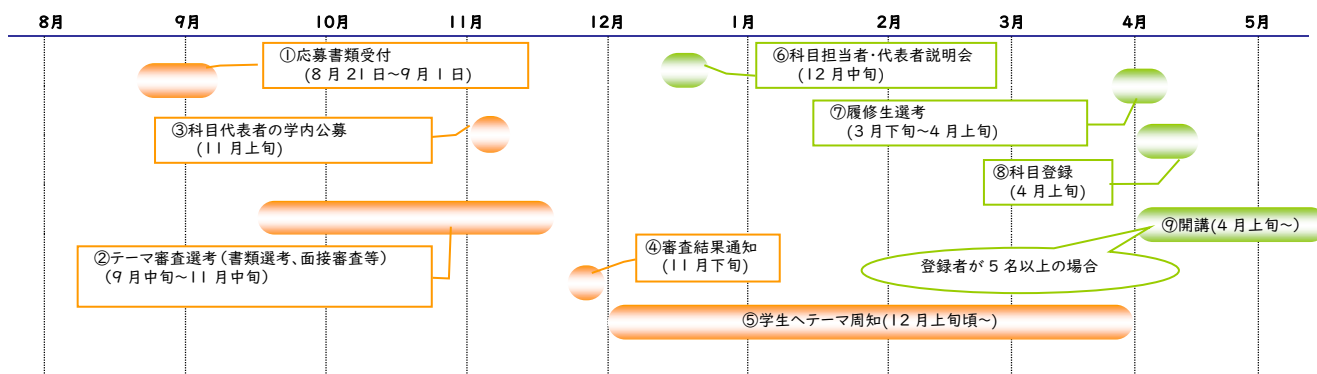 8月 9月 10月 11月 12月 1月 2月 3月 4月 5月
①応募書類受付
(8月21日～9月1日)
⑥科目担当者・代表者説明会
(12月中旬)
⑦履修生選考
(3月下旬～4月上旬)
③科目代表者の学内公募
(11月上旬)
⑧科目登録
(4月上旬)
⑨開講(4月上旬～)
②テーマ審査選考（書類選考、面接審査等）
（9月中旬～11月中旬）
④審査結果通知
(11月下旬)
登録者が5名以上の場合
⑤学生へテーマ周知(12月上旬頃～)